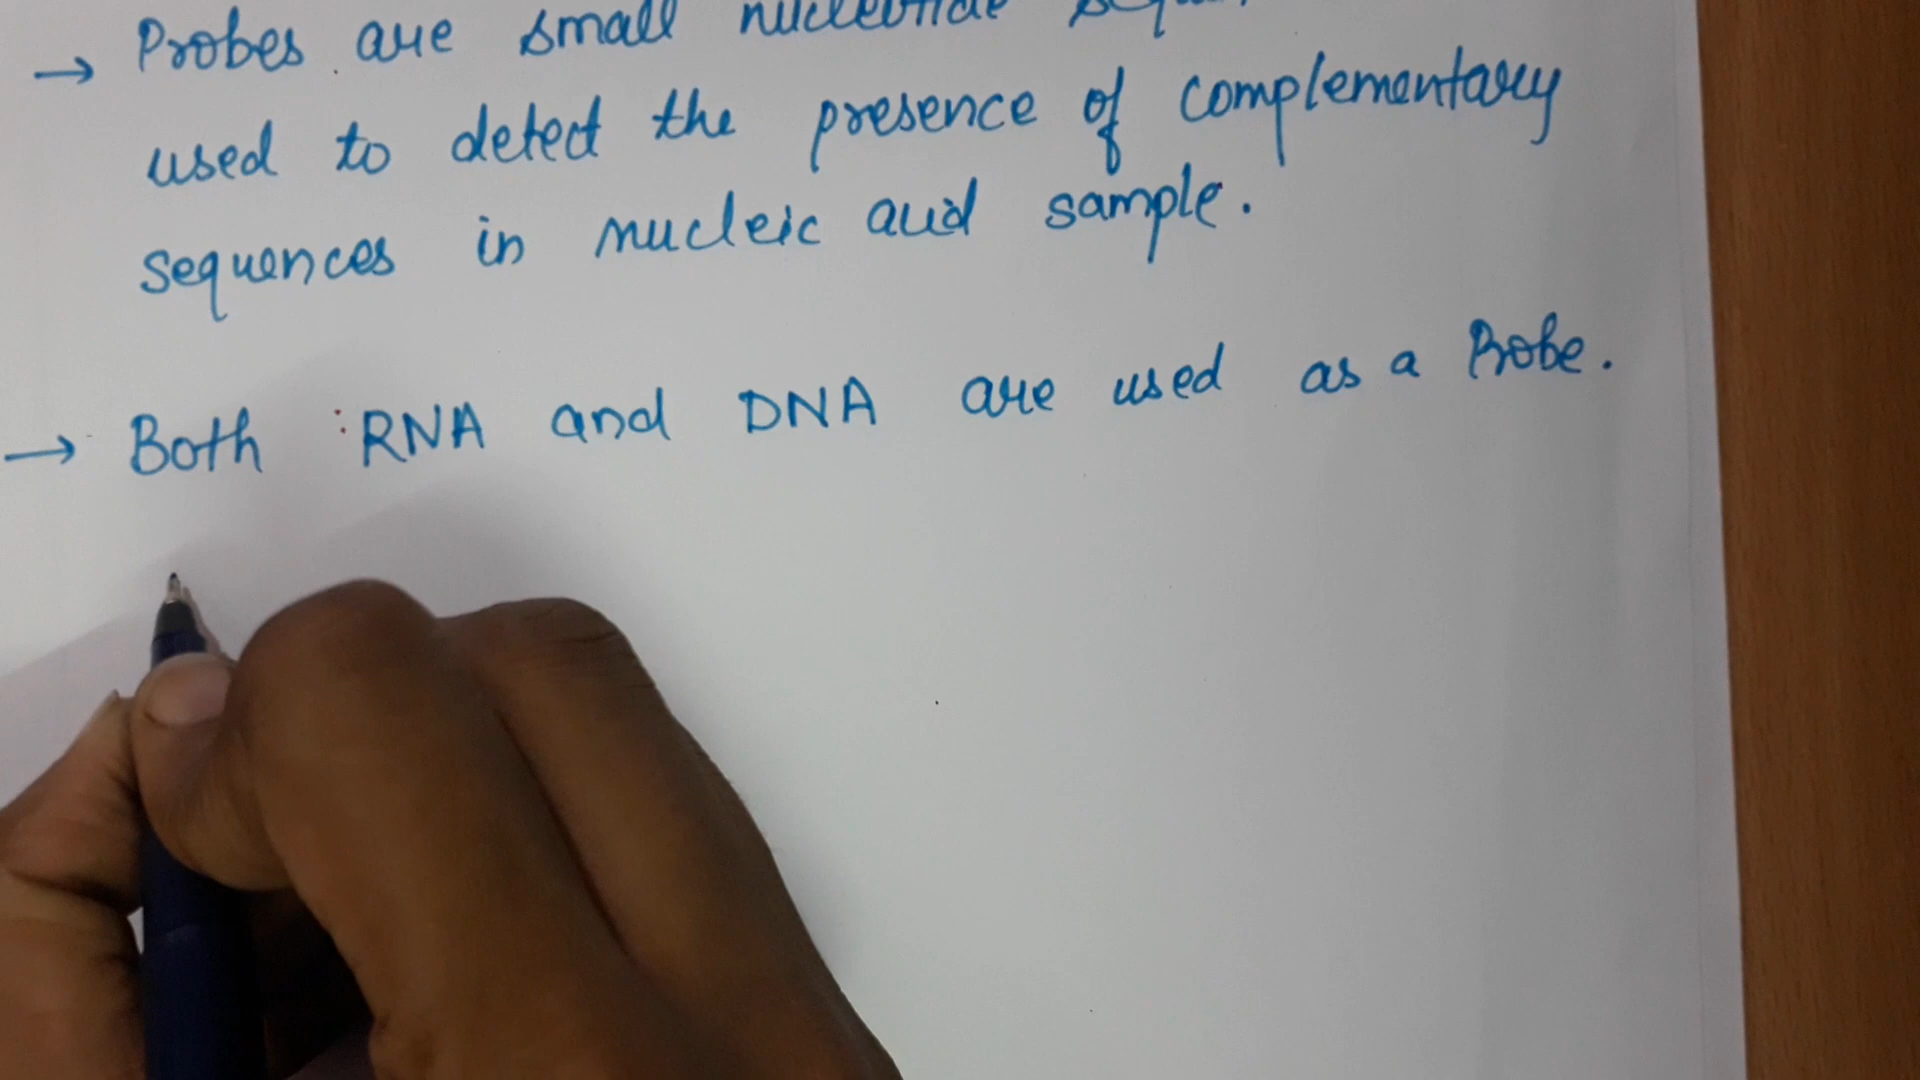 → Probes are small nucleotide
used to detect the presence of complementary
sequences in nucleic acid sample.
→ Both RNA and DNA are used as a Probe.